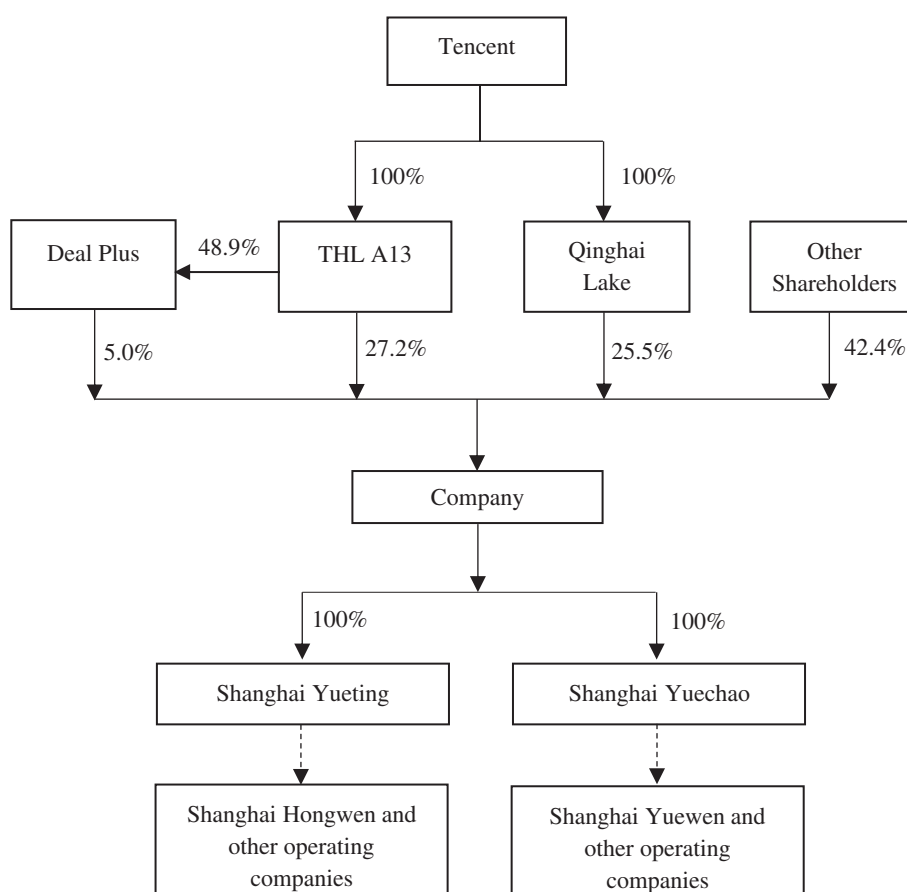 Tencent
100%
100%
Deal Plus
48.9%
THL A13
Qinghai
Lake
Other
Shareholders
5.0%
27.2%
25.5%
42.4%
Company
100%
100%
Shanghai Yueting
Shanghai Yuechao
Shanghai Hongwen and
other operating
companies
Shanghai Yuewen and
other operating
companies